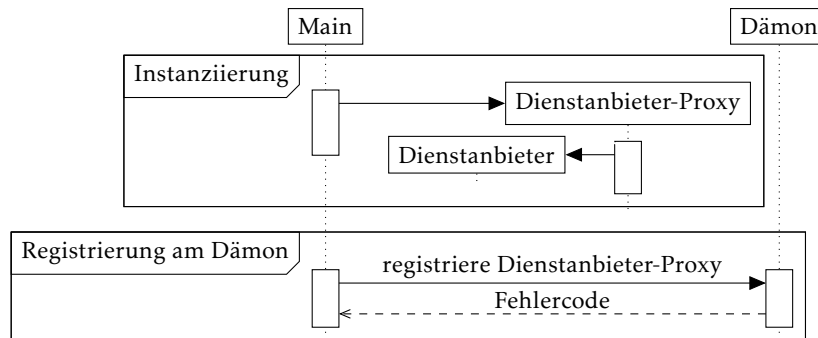 Main
Dämon
Instanziierung
Dienstanbieter-Proxy
Dienstanbieter
Registrierung am Dämon
registriere Dienstanbieter-Proxy
Fehlercode